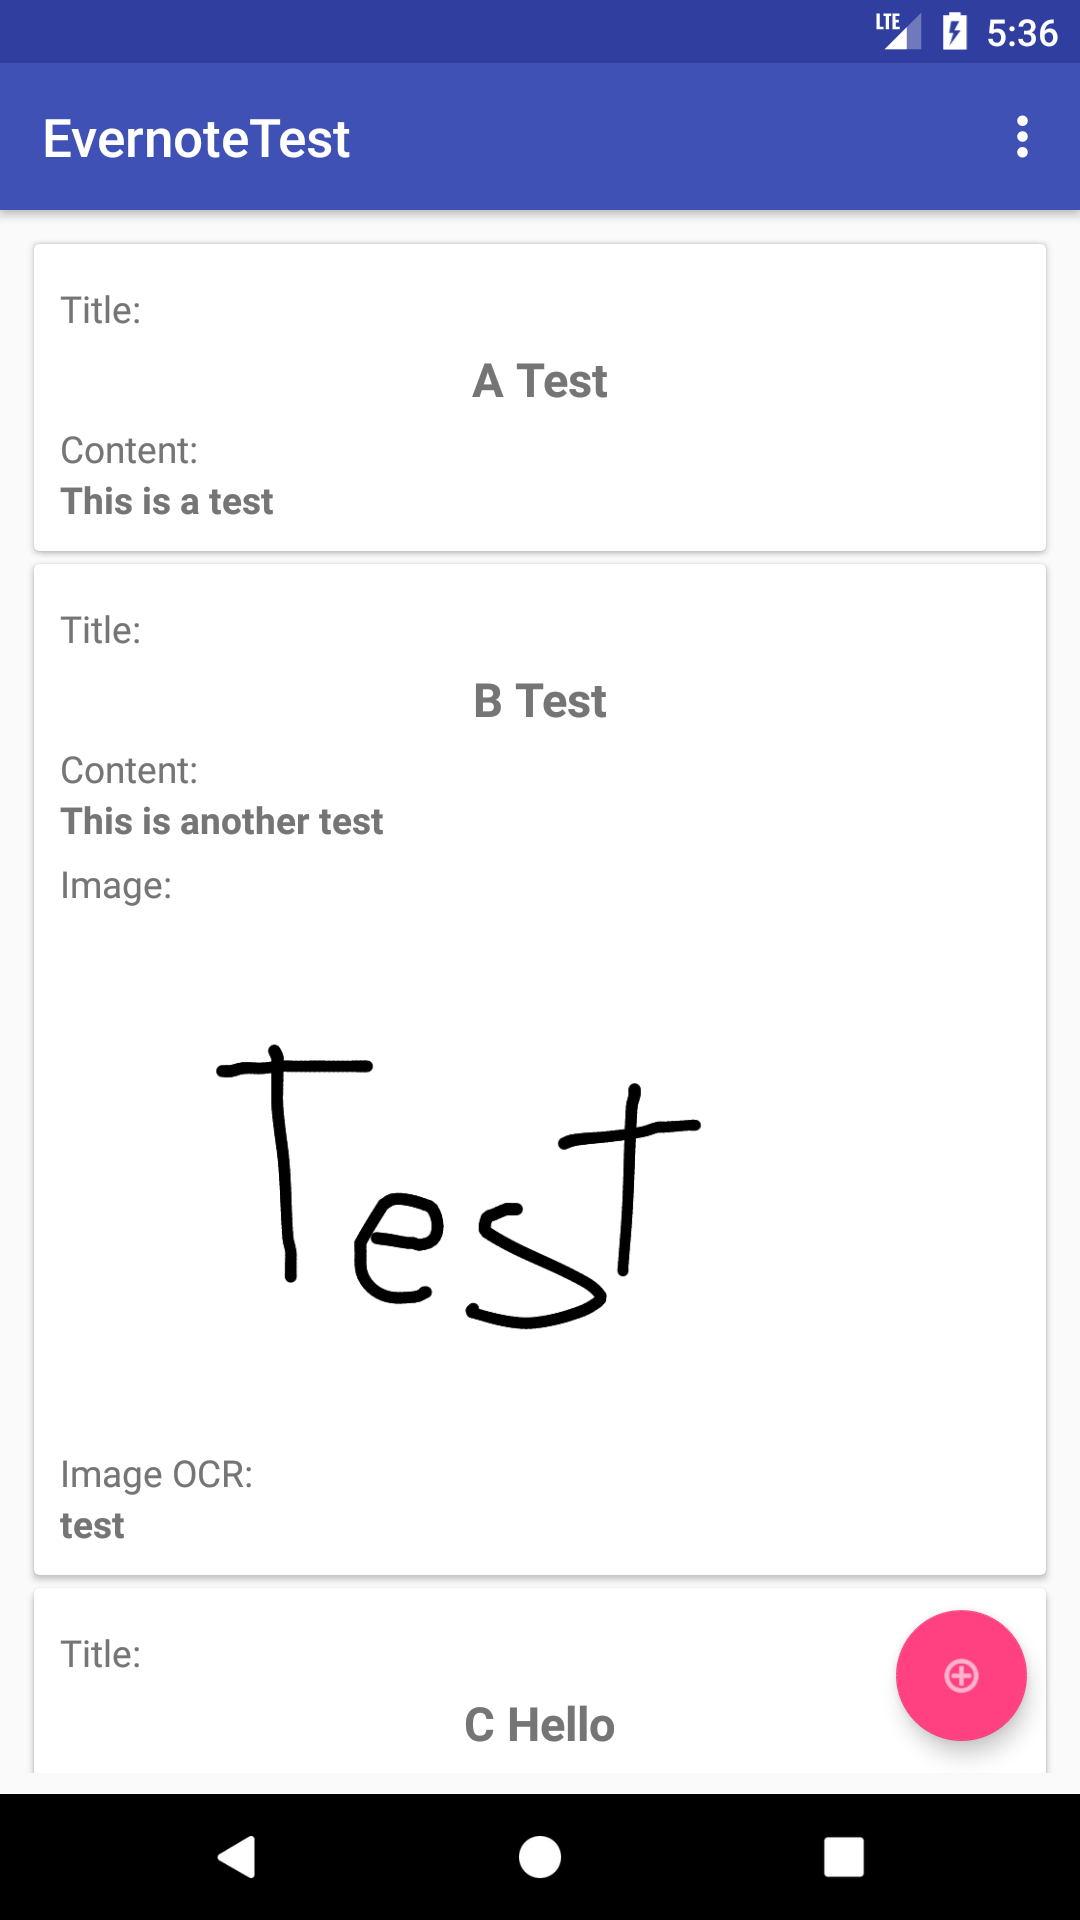 LTE 5:36
EvernoteTest
Title:
A Test
Content:
This is a test
Title:
B Test
Content:
This is another test
Image:
Test
Image OCR:
test
Title:
C Hello